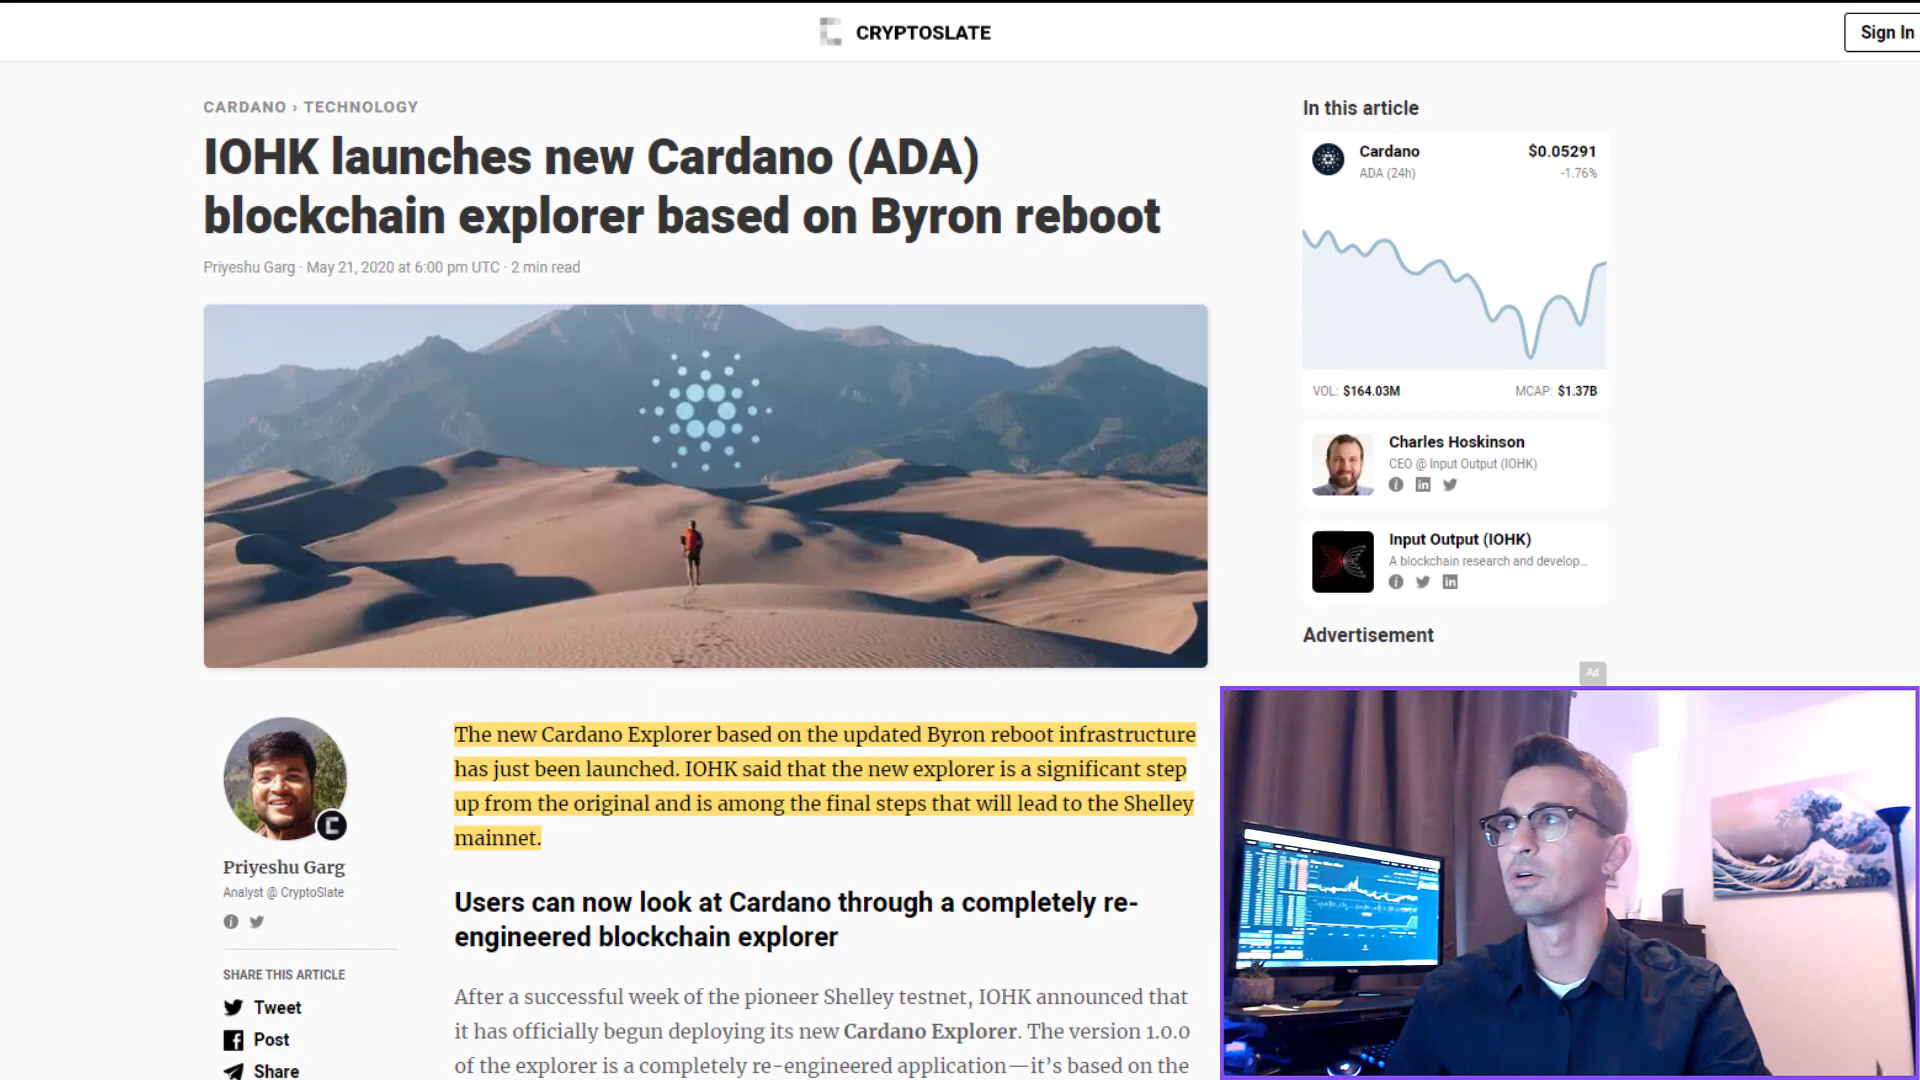 CRYPTOSLATE
Sign In
CARDANO › TECHNOLOGY
IOHK launches new Cardano (ADA)
blockchain explorer based on Byron reboot
Priyeshu Garg · May 21, 2020 at 6:00 pm UTC · 2 min read
In this article
Cardano
$0.05291
ADA (24h)
-1.76%
VOL: $164.03M
MCAP: $1.37B
Charles Hoskinson
CEO @ Input Output (IOHK)
Input Output (IOHK)
A blockchain research and develop...
Advertisement
Ad
Priyeshu Garg
Analyst @ CryptoSlate
SHARE THIS ARTICLE
Tweet
Post
Share
The new Cardano Explorer based on the updated Byron reboot infrastructure
has just been launched. IOHK said that the new explorer is a significant step
up from the original and is among the final steps that will lead to the Shelley
mainnet.
Users can now look at Cardano through a completely re-
engineered blockchain explorer
After a successful week of the pioneer Shelley testnet, IOHK announced that
it has officially begun deploying its new Cardano Explorer. The version 1.0.0
of the explorer is a completely re-engineered application—it’s based on the